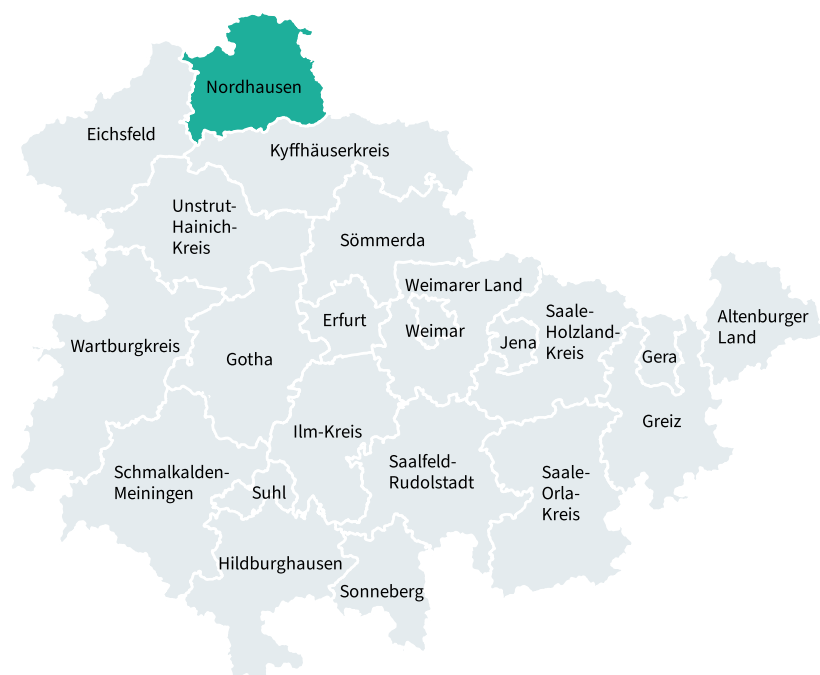 Nordhausen
Eichsfeld
Kyffhäuserkreis
Unstrut-
Hainich-
Kreis
Sömmerda
Weimarer Land
Erfurt
Weimar
Jena
Saale-
Holzland-
Kreis
Altenburger
Land
Wartburgkreis
Gotha
Gera
Greiz
Ilm-Kreis
Schmalkalden-
Meiningen
Suhl
Saalfeld-
Rudolstadt
Saale-
Orla-
Kreis
Hildburghausen
Sonneberg